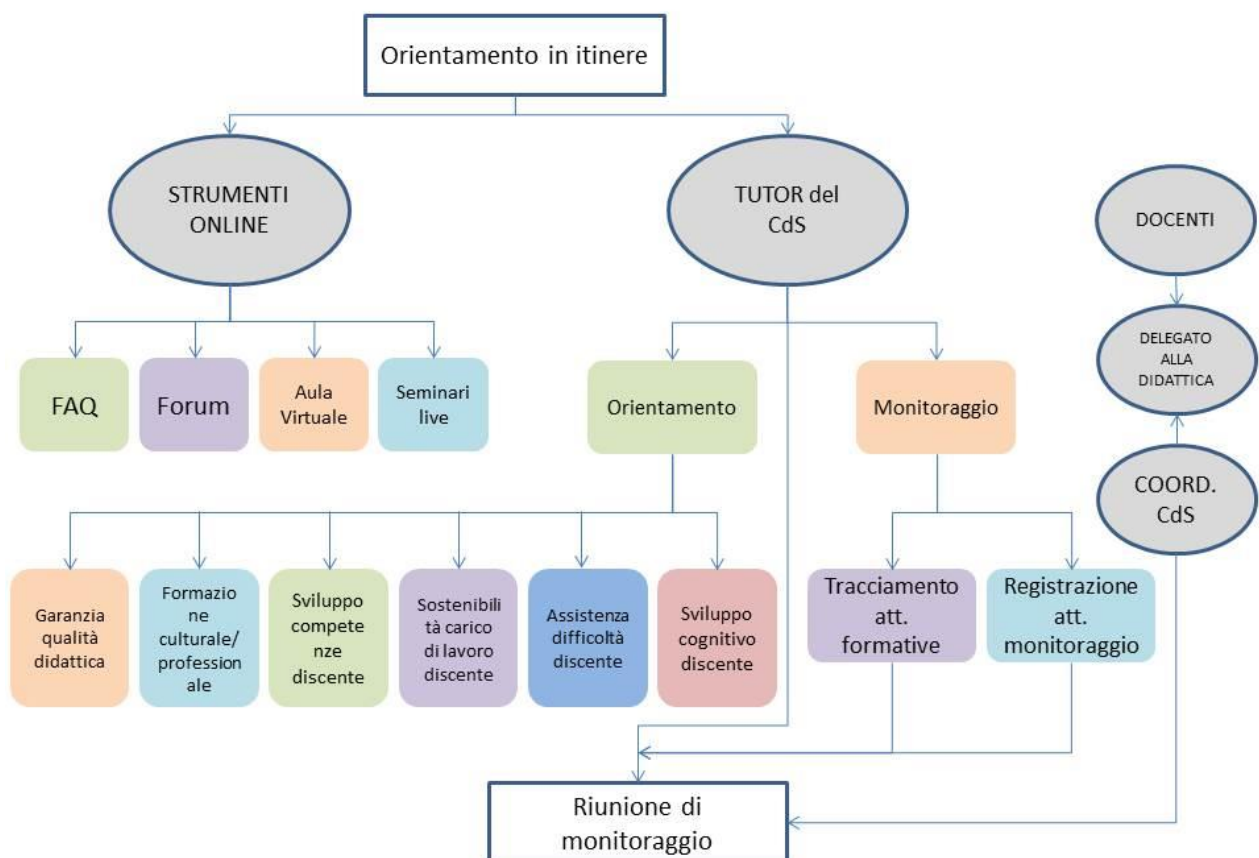 Orientamento in itinere
STRUMENTI
ONLINE
TUTOR del
CdS
DOCENTI
DELEGATO
ALLA
DIDATTICA
COORD.
CdS
FAQ
Forum
Aula
Virtuale
Seminari
live
Orientamento
Monitoraggio
Garanzia
qualità
didattica
Formazio
ne
culturale/
profession
ale
Sviluppo
compete
nze
discente
Sostenibili
tà carico
di lavoro
discente
Assistenza
difficoltà
discente
Sviluppo
cognitivo
discente
Tracciamento
att.
formative
Registrazione
att.
monitoraggio
Riunione di
monitoraggio